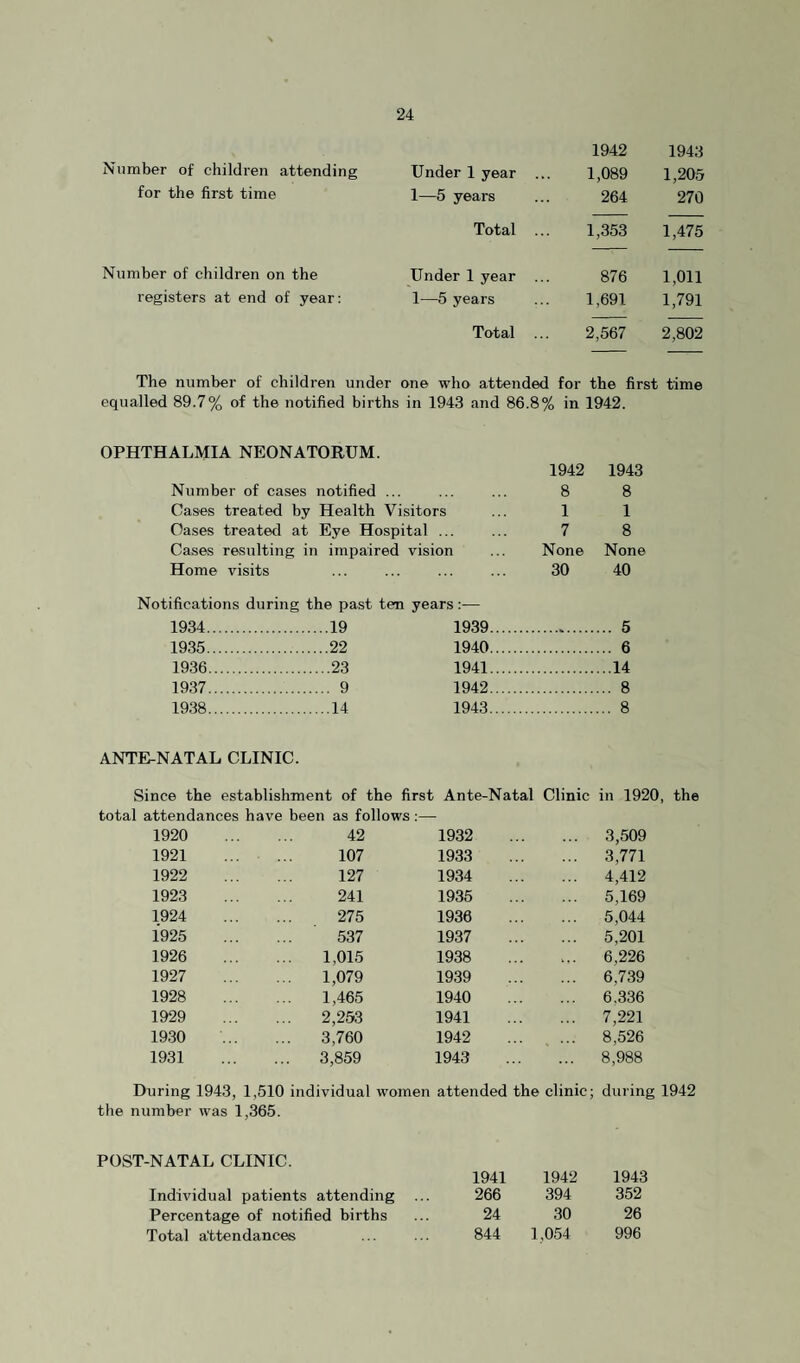 24
1942 1943
Number of children attending Under 1 year ... 1,089 1,205
for the first time 1—5 years ... 264 270
Total ... 1,353 1,475
Number of children on the Under 1 year ... 876 1,011
registers at end of year: 1—5 years ... 1,691 1,791
Total ... 2,567 2,802
The number of children under one who attended for the first time
equalled 89.7% of the notified births in 1943 and 86.8% in 1942.
OPHTHALMIA NEONATORUM.
1942 1943
Number of cases notified ... ... ... 8 8
Cases treated by Health Visitors ... 1 1
Cases treated at Eye Hospital ... ... 7 8
Cases resulting in impaired vision ... None None
Home visits ... ... ... ... 30 40
Notifications during the past ten years:—
1934.....................19 1939..................... 5
1935.....................22 1940..................... 6
1936.....................23 1941.....................14
1937..................... 9 1942..................... 8
1938.....................14 1943..................... 8
ANTE-NATAL CLINIC.
Since the establishment of the first Ante-Natal Clinic in 1920, the
total attendances have been as follows:—
1920 ... ... 42 1932 ... ... 3,509
1921 ... ... 107 1933 ... ... 3,771
1922 ... ... 127 1934 ... ... 4,412
1923 ... ... 241 1935 ... ... 5,169
1924 ... ... 275 1936 ... ... 5,044
1925 ... ... 537 1937 ... ... 5,201
1926 ... ... 1,015 1938 ... ... 6,226
1927 ... ... 1,079 1939 ... ... 6,739
1928 ... ... 1,465 1940 ... ... 6,336
1929 ... ... 2,253 1941 ... ... 7,221
1930 ... ... 3,760 1942 ... ... 8,526
1931 ... ... 3,859 1943 ... ... 8,988
During 1943, 1,510 individual women attended the clinic; during 1942
the number was 1,365.
POST-NATAL CLINIC.
1941 1942 1943
Individual patients attending ... 266 394 352
Percentage of notified births ... 24 30 26
Total attendances ... ... 844 1,054 996